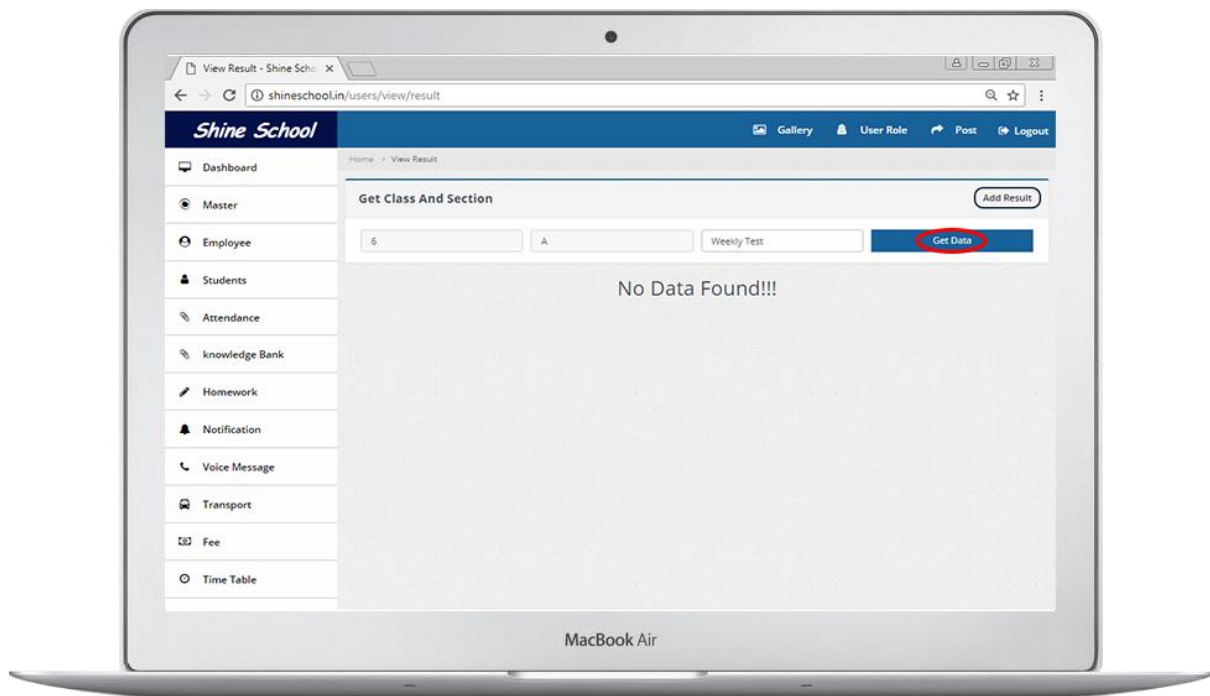 View Result - Shine Scho
shineschool.in/users/view/result
Shine School
Gallery User Role Post Logout
Dashboard
Home > View Result
Master
Get Class And Section Add Result
Employee
6 A Weekly Test Get Data
Students
No Data Found!!!
Attendance
knowledge Bank
Homework
Notification
Voice Message
Transport
Fee
Time Table
MacBook Air